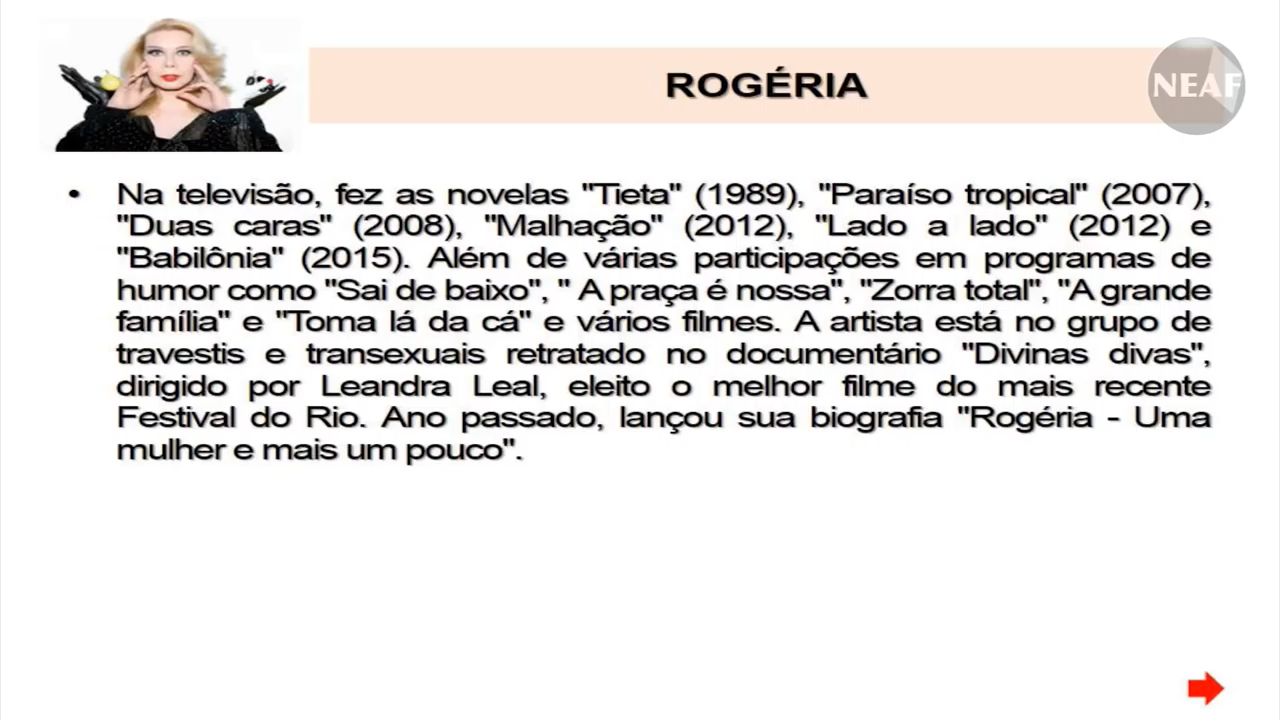 ROGÉRIA
NEAF
• Na televisão, fez as novelas "Tieta" (1989), "Paraíso tropical" (2007),
"Duas caras" (2008), "Malhação" (2012), "Lado a lado" (2012) e
"Babilônia" (2015). Além de várias participações em programas de
humor como "Sai de baixo", " A praça é nossa", "Zorra total", "A grande
família" e "Toma lá da cá" e vários filmes. A artista está no grupo de
travestis e transexuais retratado no documentário "Divinas divas",
dirigido por Leandra Leal, eleito o melhor filme do mais recente
Festival do Rio. Ano passado, lançou sua biografia "Rogéria - Uma
mulher e mais um pouco".